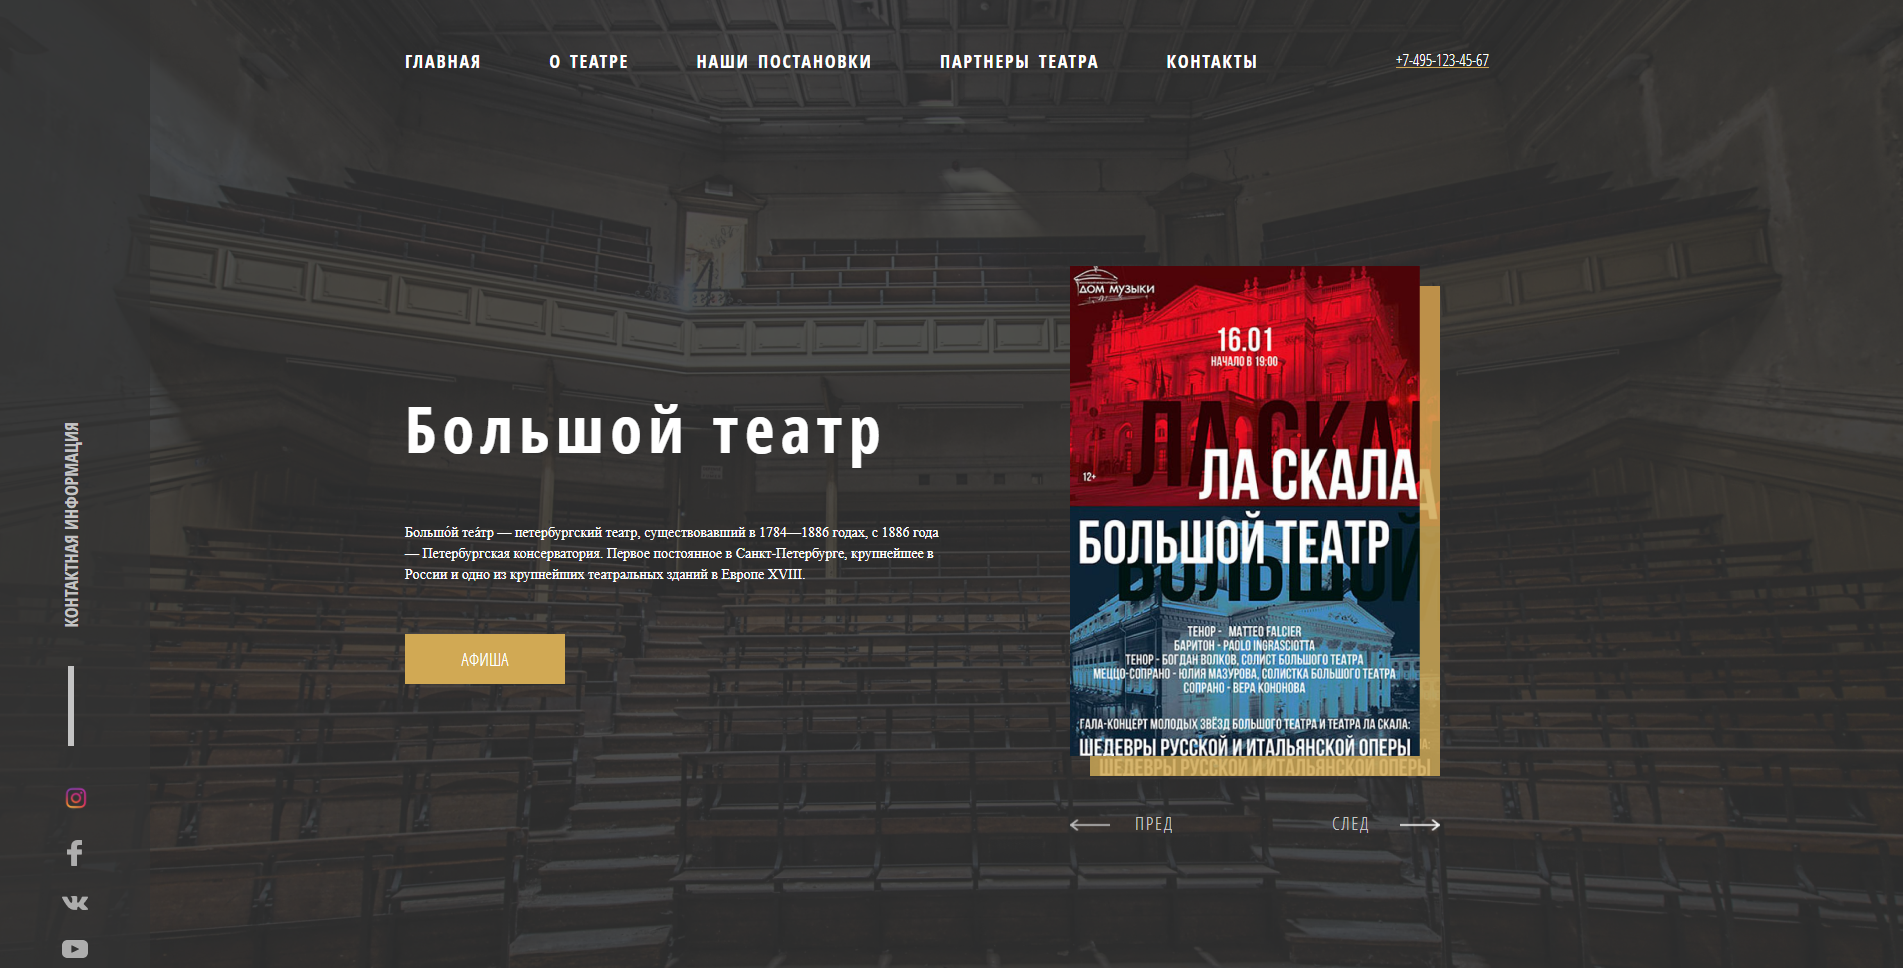 ГЛАВНАЯ
О ТЕАТРЕ
НАШИ ПОСТАНОВКИ
ПАРТНЕРЫ ТЕАТРА
КОНТАКТЫ
+7-495-123-45-67
КОНТАКТНАЯ ИНФОРМАЦИЯ
Большой театр
Большо́й теа́тр — петербургский театр, существовавший в 1784—1886 годах, с 1886 года
— Петербургская консерватория. Первое постоянное в Санкт-Петербурге, крупнейшее в
России и одно из крупнейших театральных зданий в Европе XVIII.
АФИША
ДОМ МУЗЫКИ
16.01
НАЧАЛО В 19:00
ЛА СКАЛ
12+
ЛА СКАЛА
БОЛЬШОЙ ТЕАТР
БОЛЬШОЙ
ТЕНОР - MATTEO FALCIER
БАРИТОН - PAOLO INGRASCIOTTA
ТЕНОР - БОГДАН ВОЛКОВ, СОЛИСТ БОЛЬШОГО ТЕАТРА
МЕЦЦО-СОПРАНО - ЮЛИЯ МАЗУРОВА, СОЛИСТКА БОЛЬШОГО ТЕАТРА
СОПРАНО - ВЕРА КОНОНОВА
ГАЛА-КОНЦЕРТ МОЛОДЫХ ЗВЁЗД БОЛЬШОГО ТЕАТРА И ТЕАТРА ЛА СКАЛА:
ШЕДЕВРЫ РУССКОЙ И ИТАЛЬЯНСКОЙ ОПЕРЫ
ШЕДЕВРЫ РУССКОЙ И ИТАЛЬЯНСКОЙ ОПЕРЫ
ПРЕД
СЛЕД